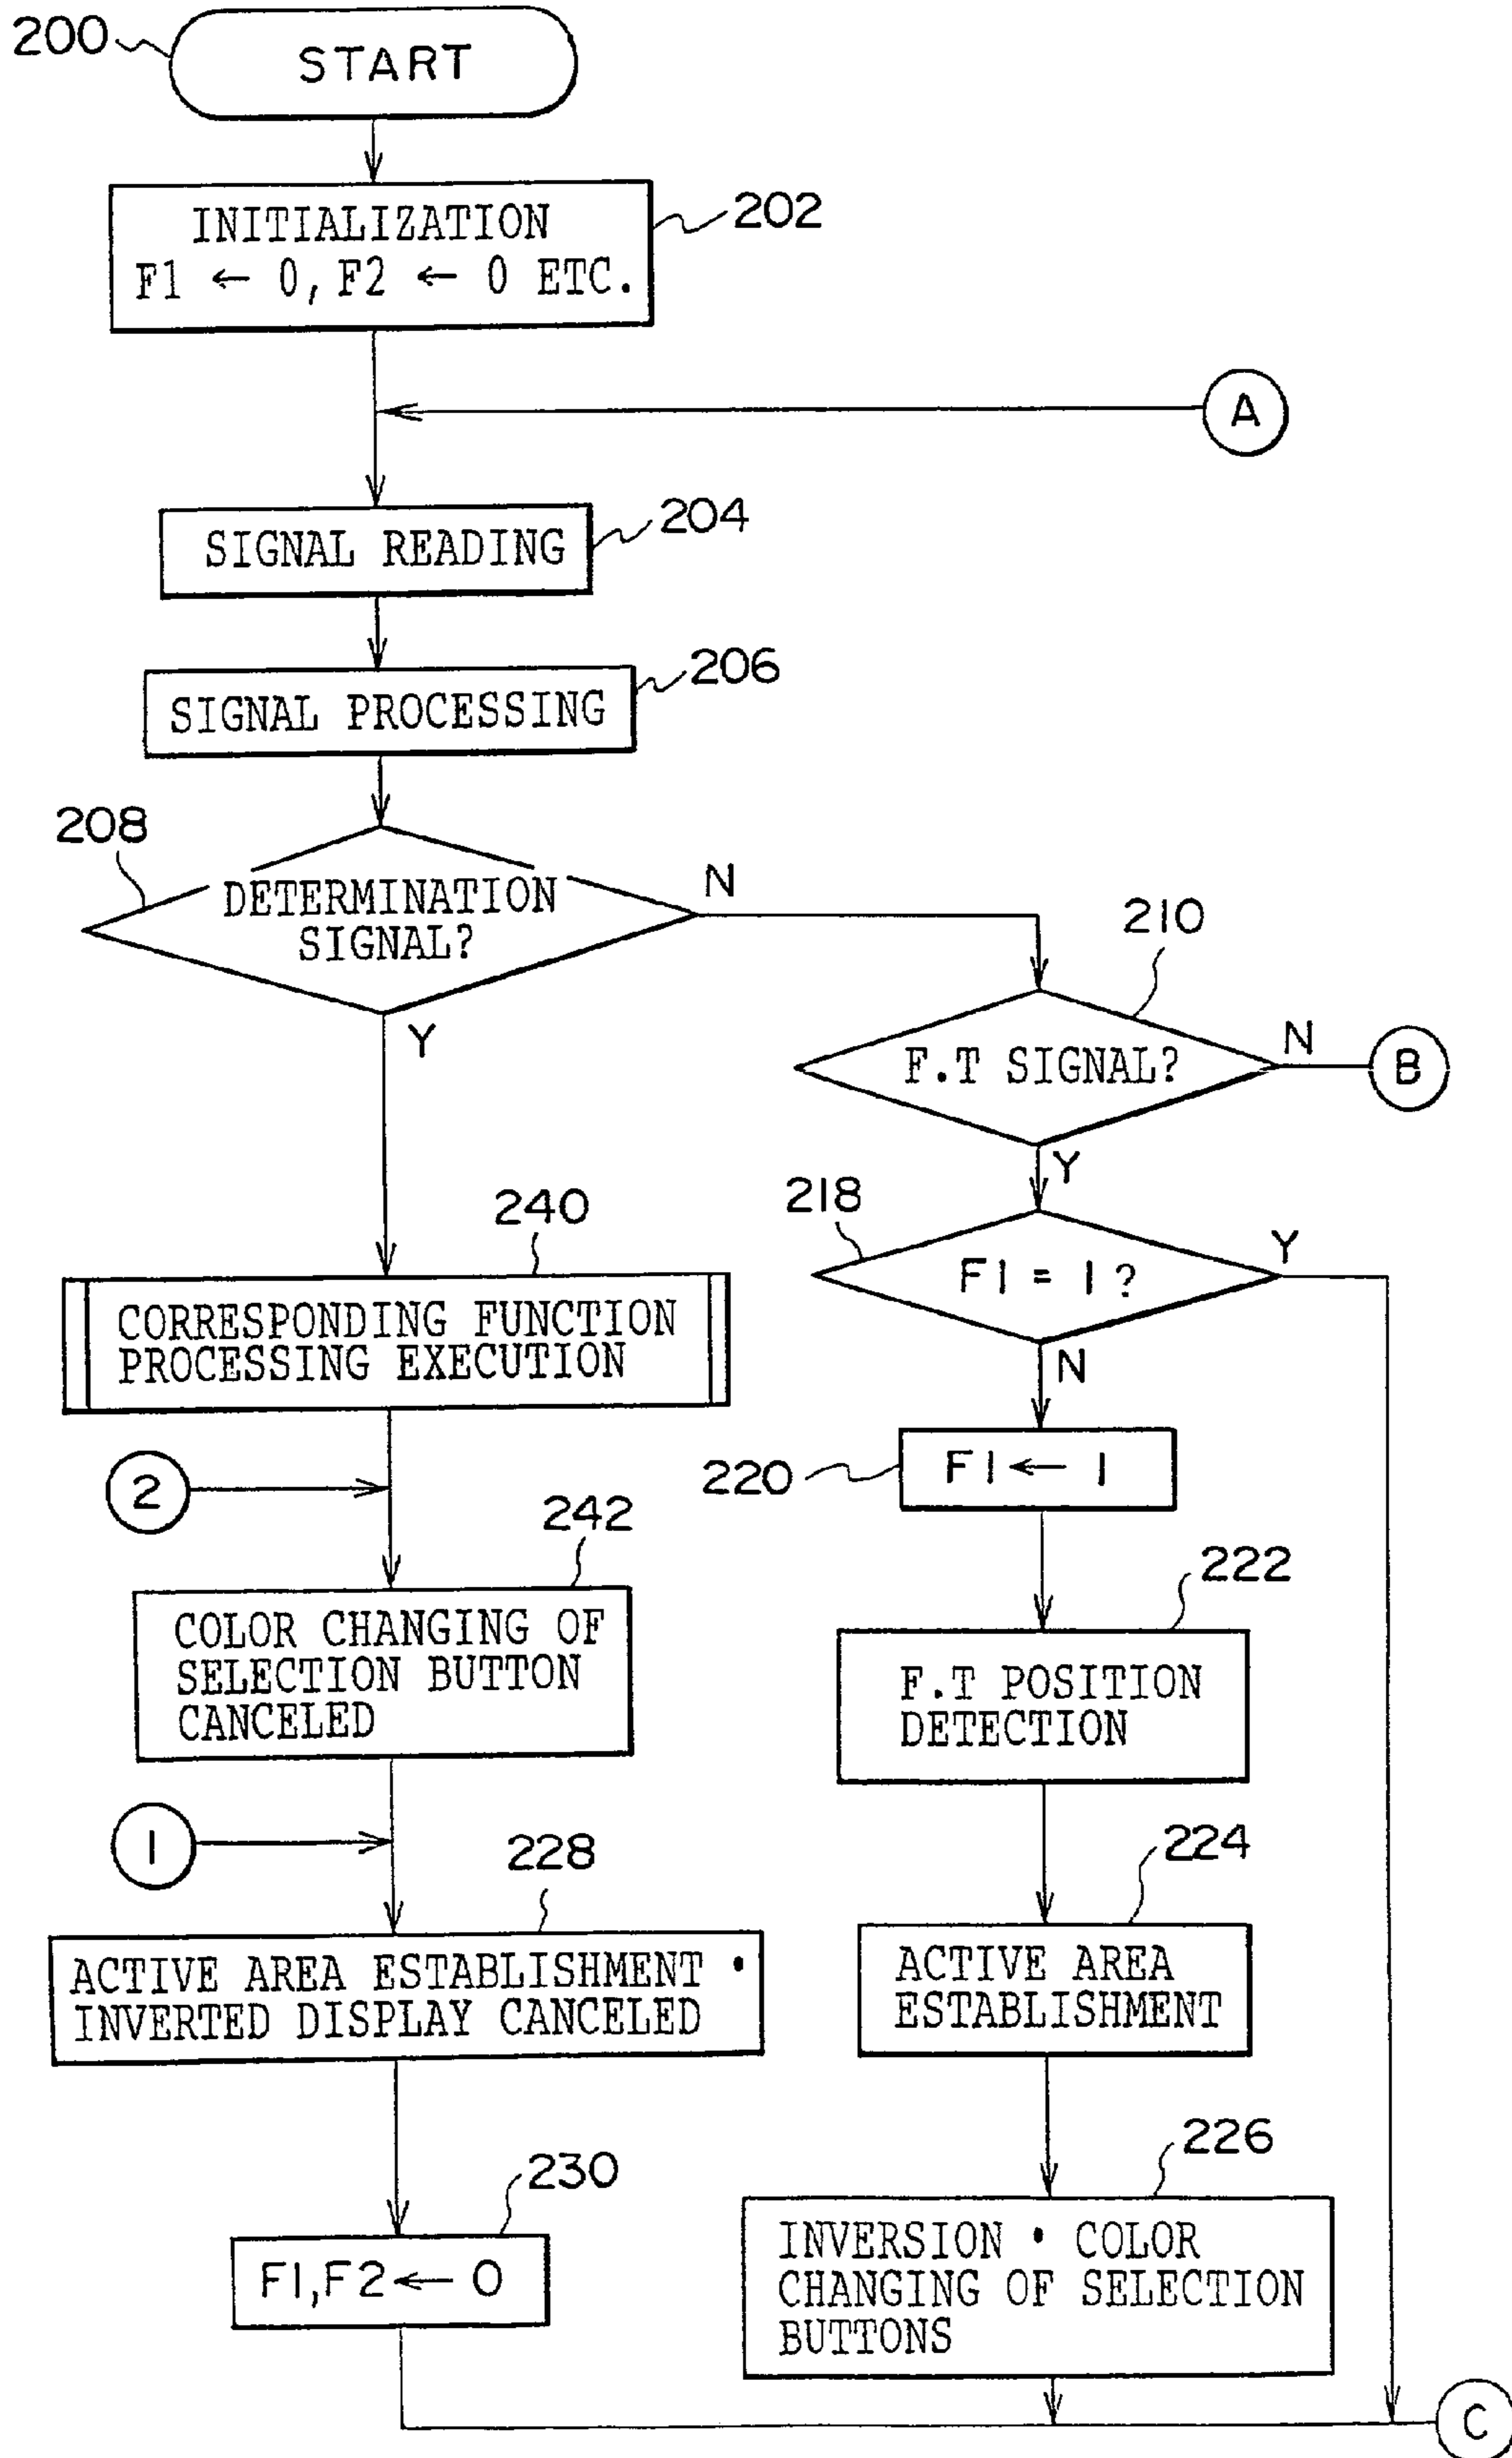 200
START
INITIALIZATION
F1 ← 0, F2 ← 0 ETC.
202
A
SIGNAL READING
204
SIGNAL PROCESSING
206
208
DETERMINATION
SIGNAL?
N
Y
210
F.T SIGNAL?
N
B
Y
218
F1 = 1?
Y
N
240
CORRESPONDING FUNCTION
PROCESSING EXECUTION
220
F1 ← 1
2
242
COLOR CHANGING OF
SELECTION BUTTON
CANCELED
222
F.T POSITION
DETECTION
1
228
ACTIVE AREA ESTABLISHMENT •
INVERTED DISPLAY CANCELED
224
ACTIVE AREA
ESTABLISHMENT
230
F1,F2 ← 0
226
INVERSION • COLOR
CHANGING OF SELECTION
BUTTONS
C